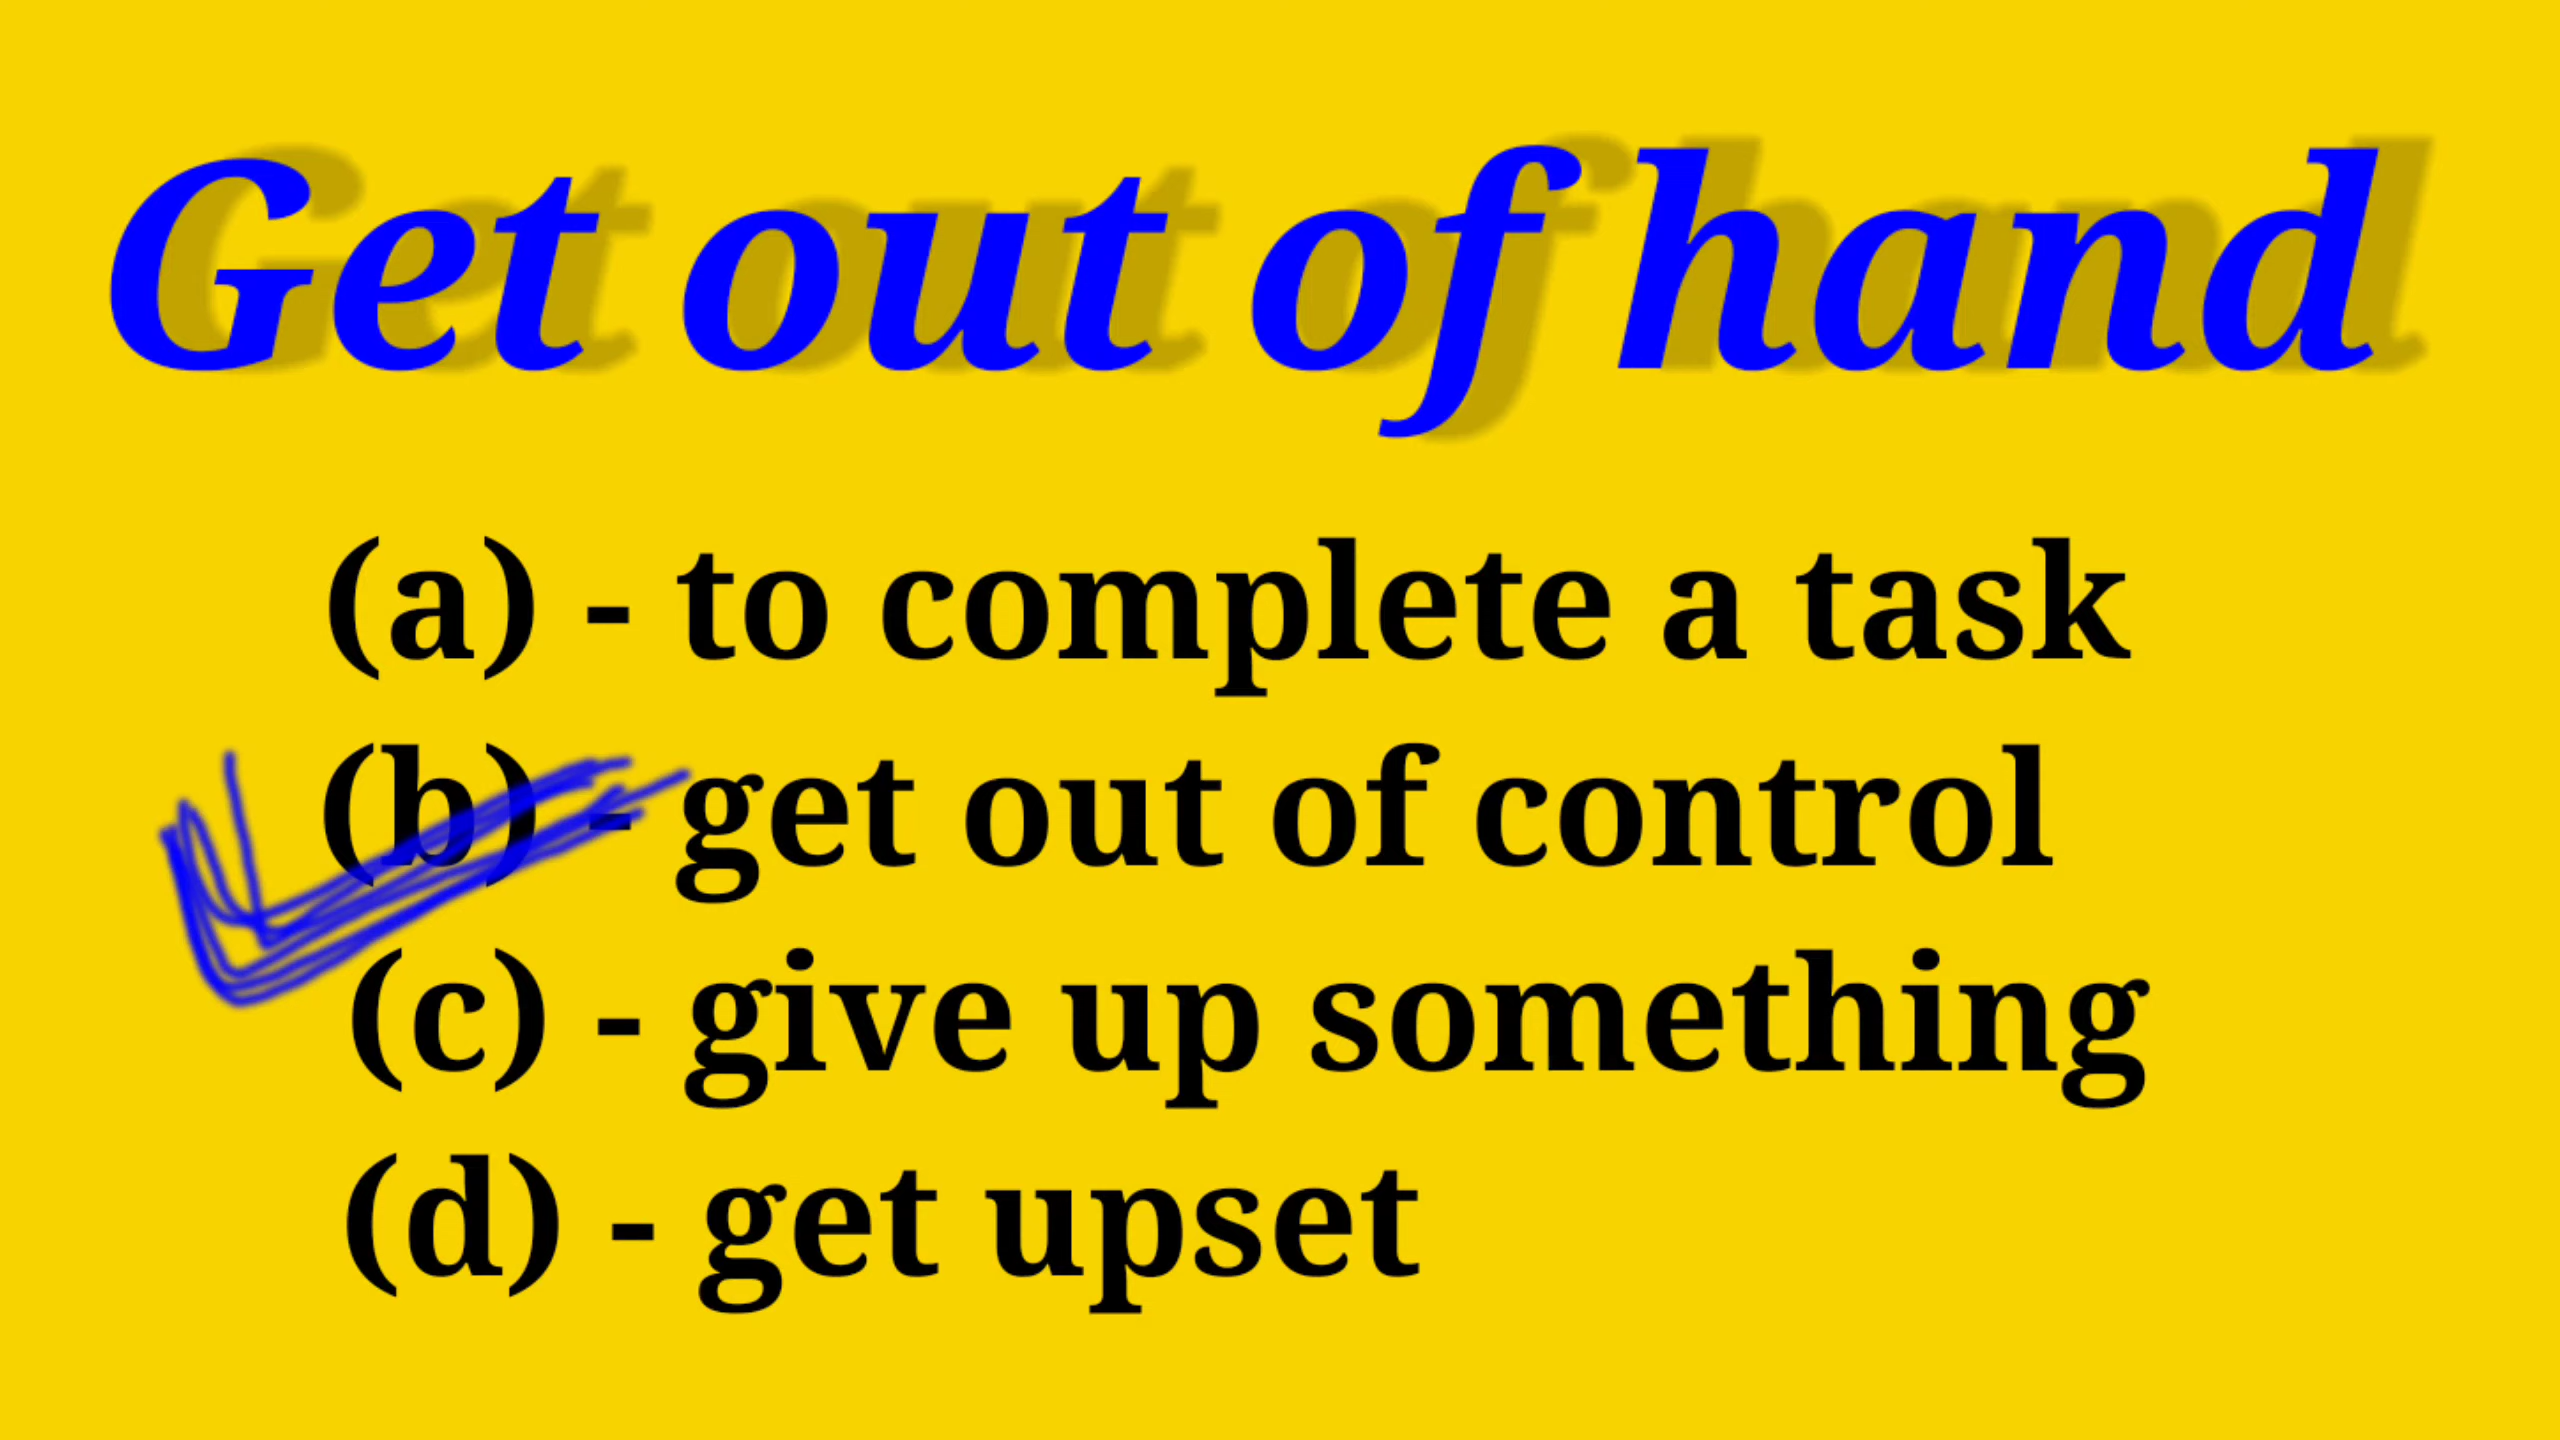 Get out of hand
(a) - to complete a task
(b) - get out of control
(c) - give up something
(d) - get upset